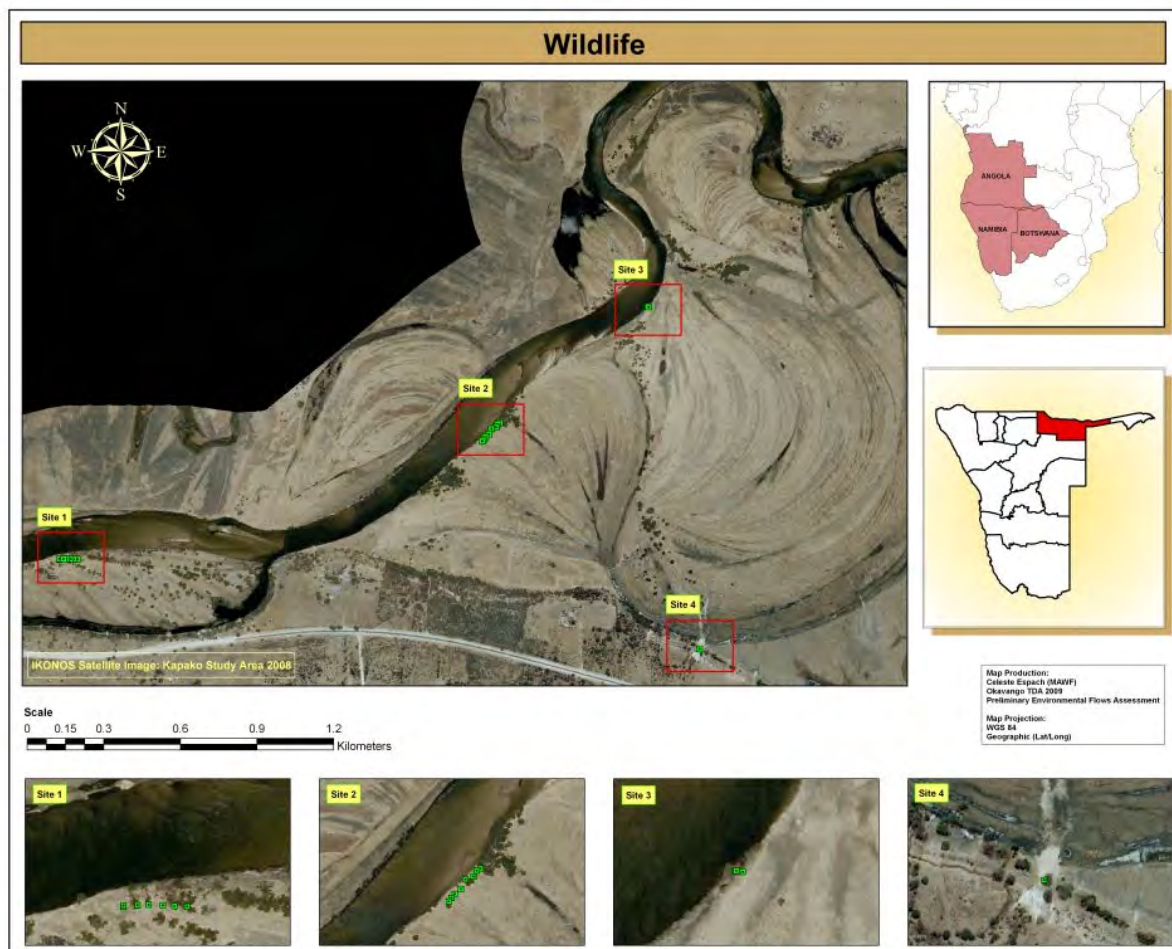 Wildlife
N
W E
S
Site 3
Site 2
Site 1
Site 4
IKONOS Satellite Image: Kapako Study Area 2008
ANGOLA
NAMIBIA
BOTSWANA
Map Production:
Celeste Espach (MAWF)
Okavango TDA 2009
Preliminary Environmental Flows Assessment
Map Projection:
WGS 84
Geographic (Lat/Long)
Scale
0 0.15 0.3 0.6 0.9 1.2
Kilometers
Site 1
Site 2
Site 3
Site 4